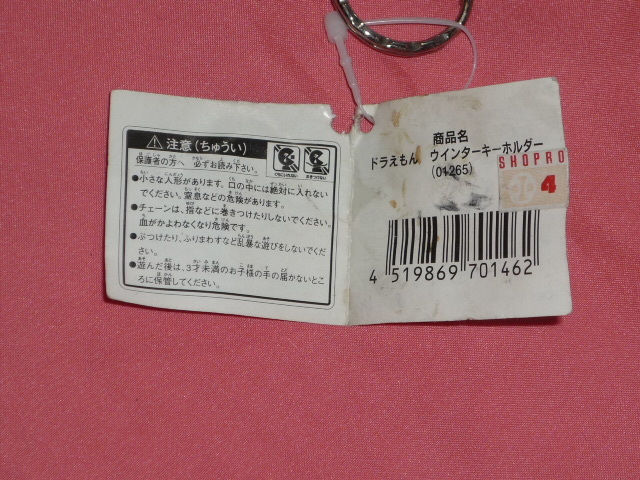 ⚠ 注意(ちゅうい)
保護者の方へ 必ずお読み下さい。
●小さな人形があります。口の中には絶対に入れない
でください。窒息などの危険があります。
●チェーンは、指などに巻きつけたりしないでください。
血がかよわなくなり危険です。
●ぶつけたり、ふりまわすなど乱暴な遊びをしないでくだ
さい。
●遊んだ後は、3才未満のお子様の手の届かないとこ
ろに保管してください。
商品名
ドラえもん ウインターキーホルダー
(01265)
SHOPRO
4
4 519869 701462